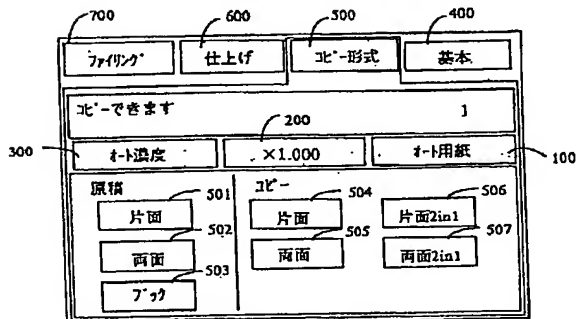 700 600 500 400
ファイリング 仕上げ コピー形式 基本
コピーできます 1
200
300 オート濃度 ×1.000 オート用紙 100
原稿 コピー
501 504 506
片面 片面 片面2in1
502 505 507
両面 両面 両面2in1
503
ブック